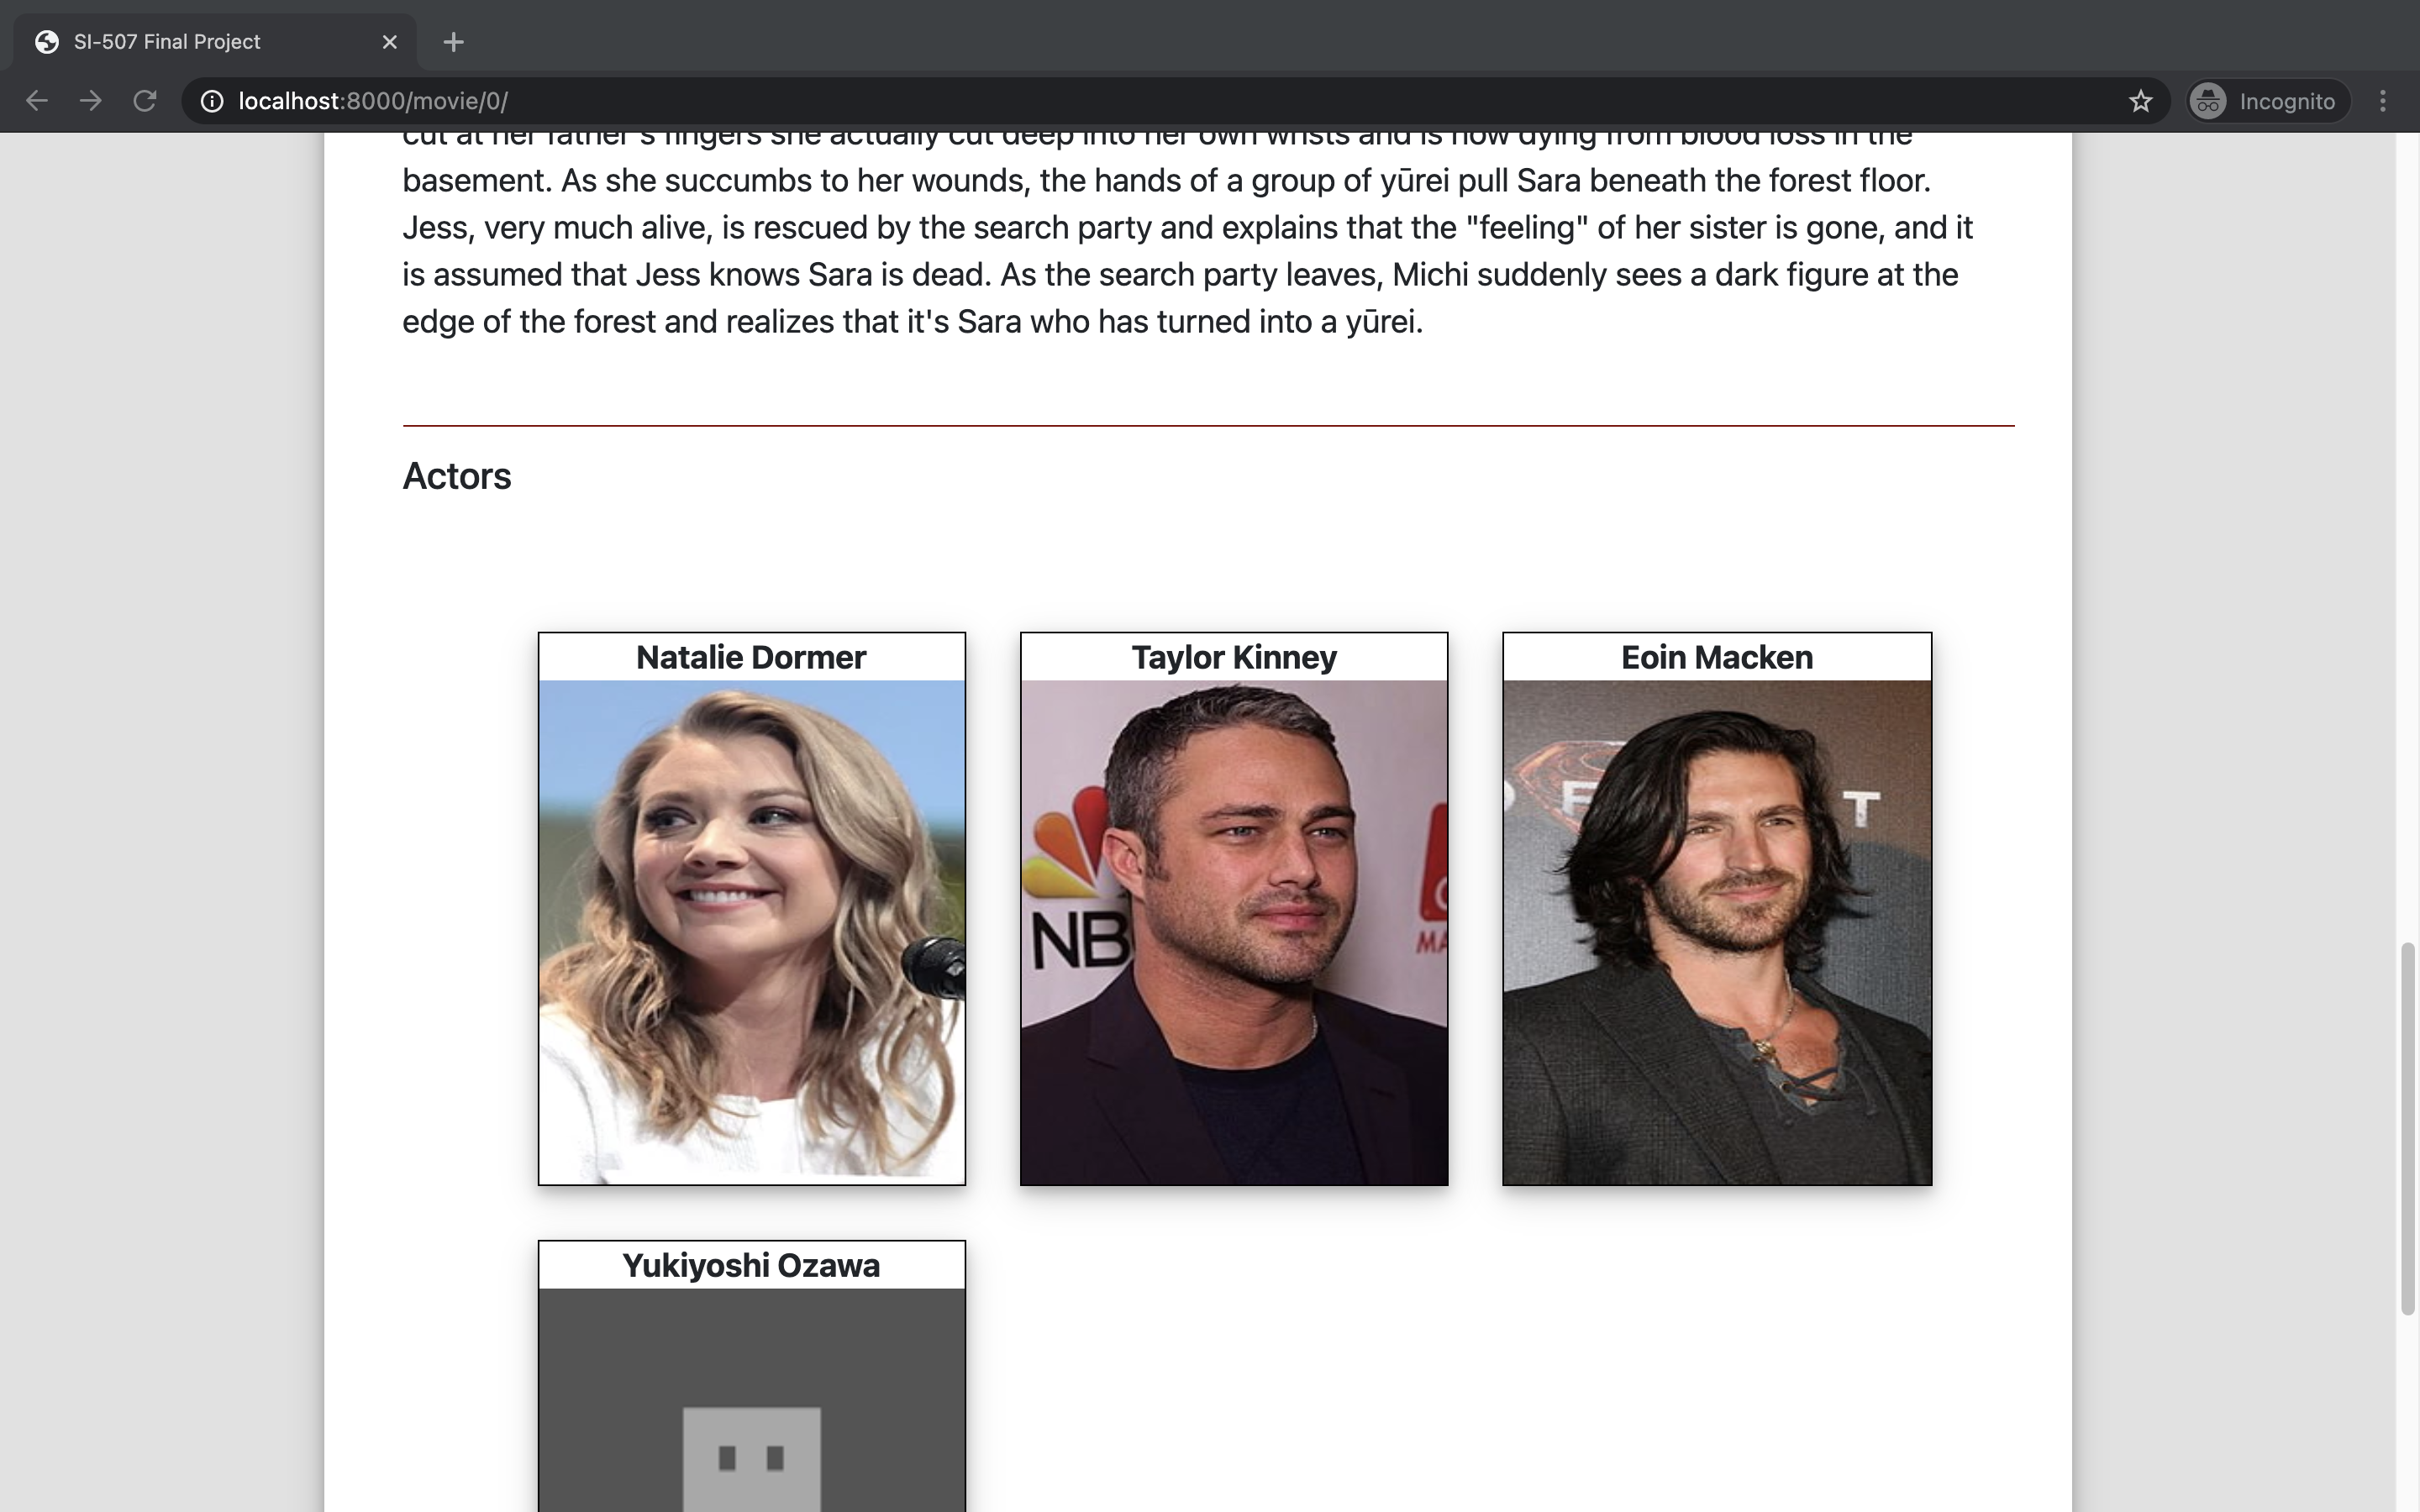 SI-507 Final Project
localhost:8000/movie/0/
Incognito
cut at her father's fingers she actually cut deep into her own wrists and is now dying from blood loss in the
basement. As she succumbs to her wounds, the hands of a group of yūrei pull Sara beneath the forest floor.
Jess, very much alive, is rescued by the search party and explains that the "feeling" of her sister is gone, and it
is assumed that Jess knows Sara is dead. As the search party leaves, Michi suddenly sees a dark figure at the
edge of the forest and realizes that it's Sara who has turned into a yūrei.
Actors
Natalie Dormer
Taylor Kinney
Eoin Macken
NB
MA
T
Yukiyoshi Ozawa